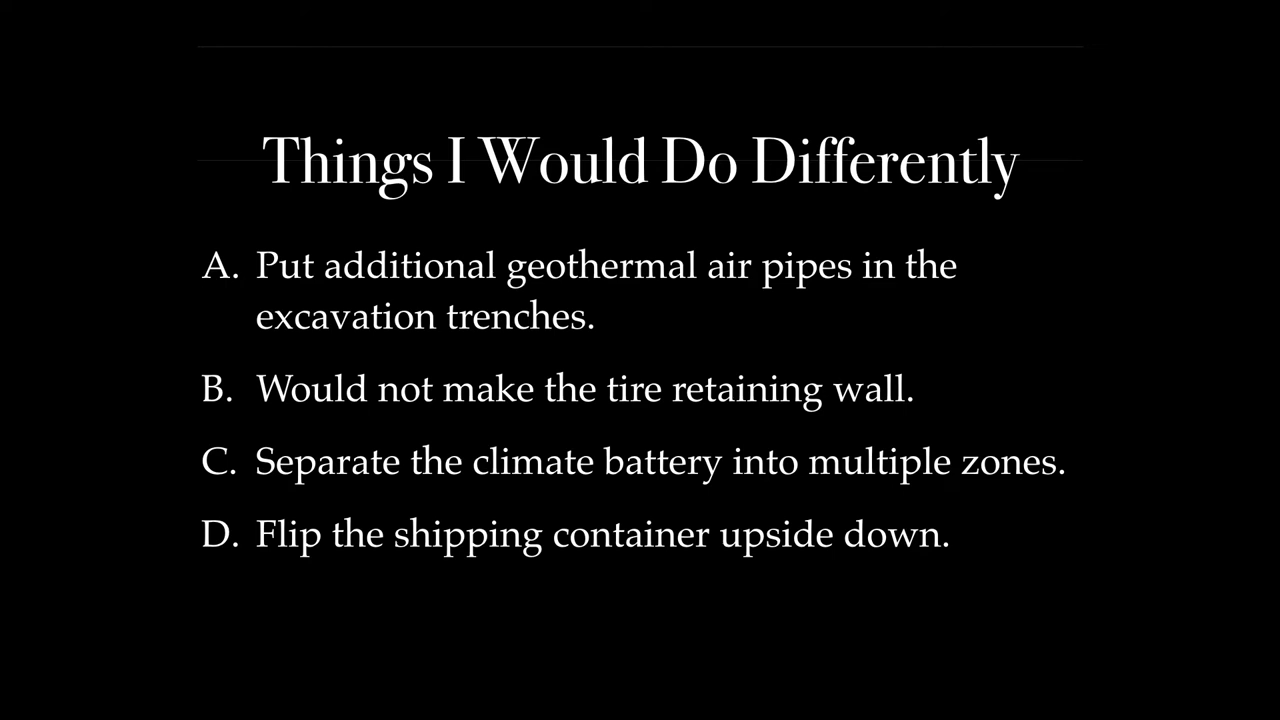 Things I Would Do Differently
A. Put additional geothermal air pipes in the
excavation trenches.
B. Would not make the tire retaining wall.
C. Separate the climate battery into multiple zones.
D. Flip the shipping container upside down.